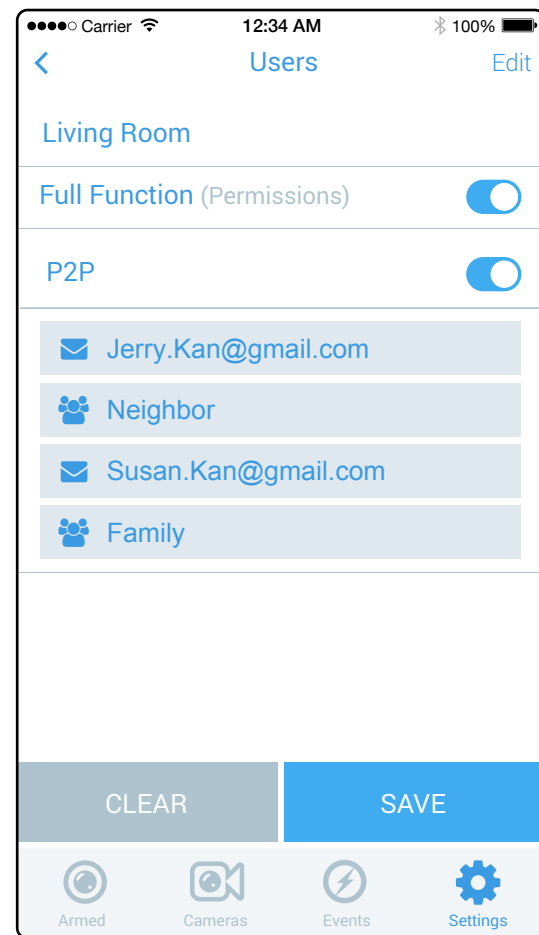 Carrier 12:34 AM 100%
Users Edit
Living Room
Full Function (Permissions)
P2P
Jerry.Kan@gmail.com
Neighbor
Susan.Kan@gmail.com
Family
CLEAR SAVE
Armed Cameras Events Settings